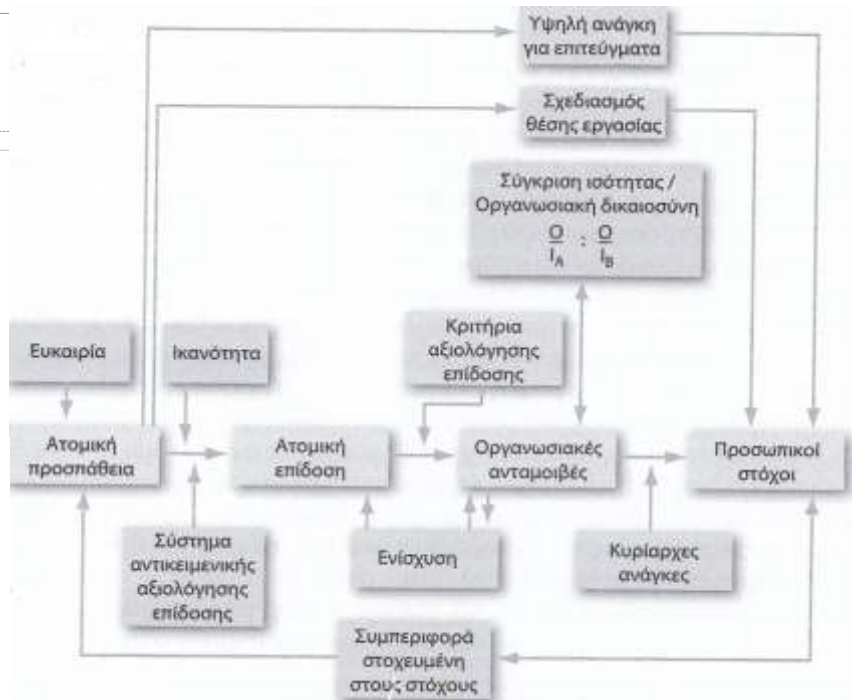 Υψηλή ανάγκη
για επιτεύγματα
Σχεδιασμός
θέσης εργασίας
Σύγκριση ισότητας /
Οργανωσιακή δικαιοσύνη
O : O
I_A I_B
Κριτήρια
αξιολόγησης
επίδοσης
Ευκαιρία
Ικανότητα
Ατομική
προσπάθεια
Ατομική
επίδοση
Οργανωσιακές
ανταμοιβές
Προσωπικοί
στόχοι
Σύστημα
αντικειμενικής
αξιολόγησης
επίδοσης
Ενίσχυση
Κυρίαρχες
ανάγκες
Συμπεριφορά
στοχευμένη
στους στόχους